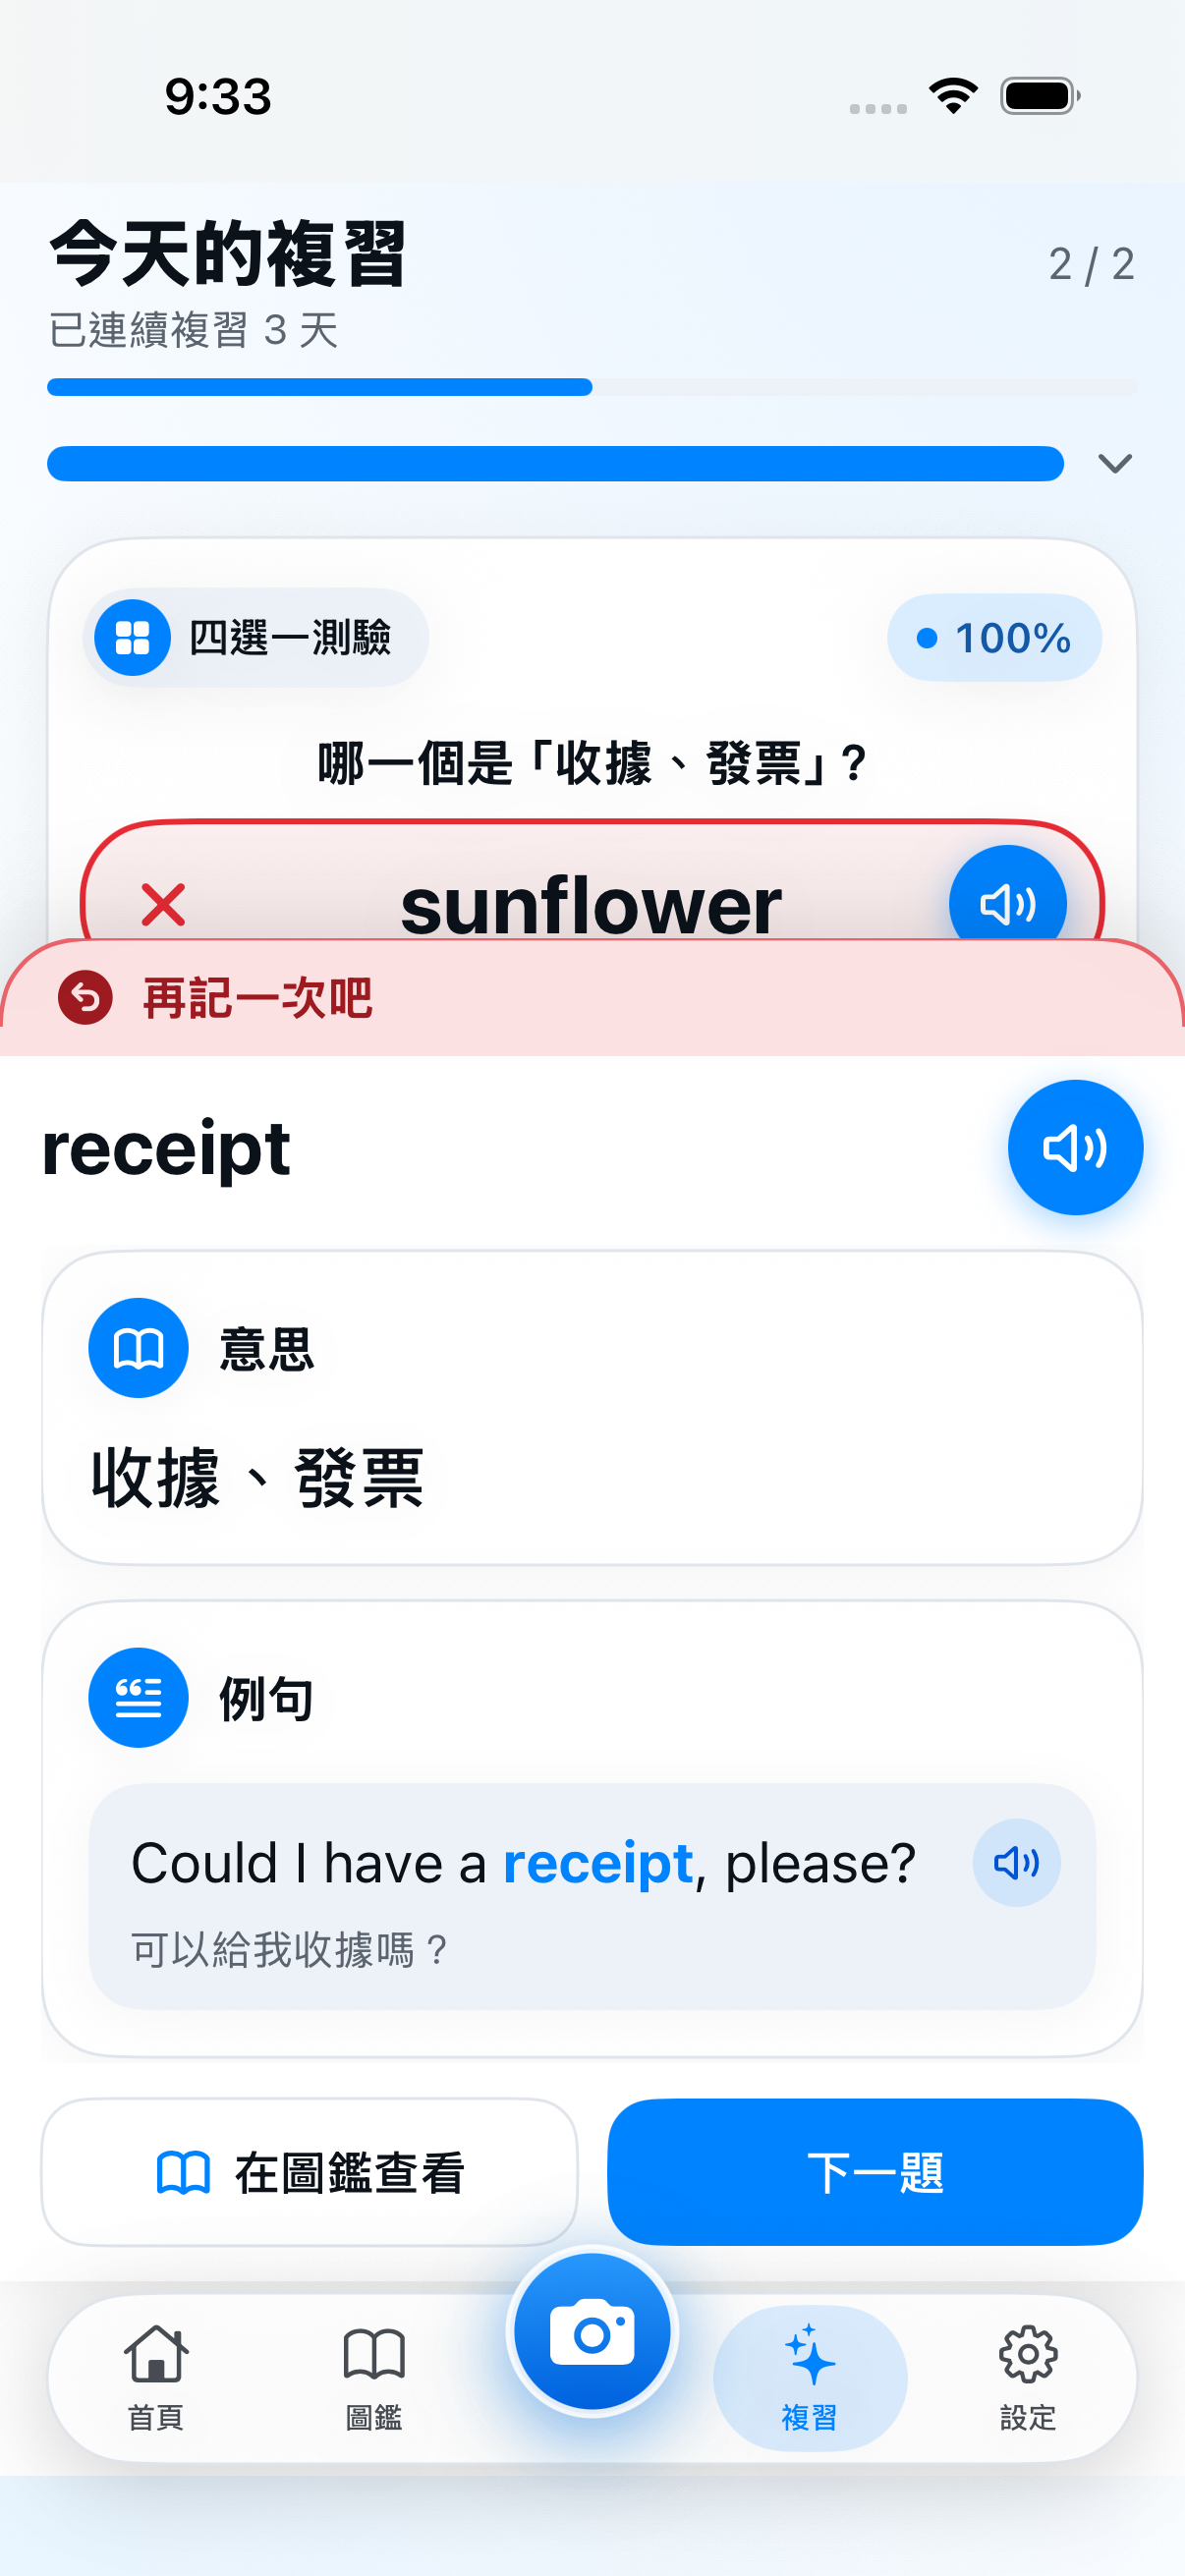 9:33
今天的複習
2 / 2
已連續複習 3 天
四選一測驗
100%
哪一個是「收據、發票」？
sunflower
再記一次吧
receipt
意思
收據、發票
例句
Could I have a receipt, please?
可以給我收據嗎？
在圖鑑查看
下一題
首頁
圖鑑
複習
設定